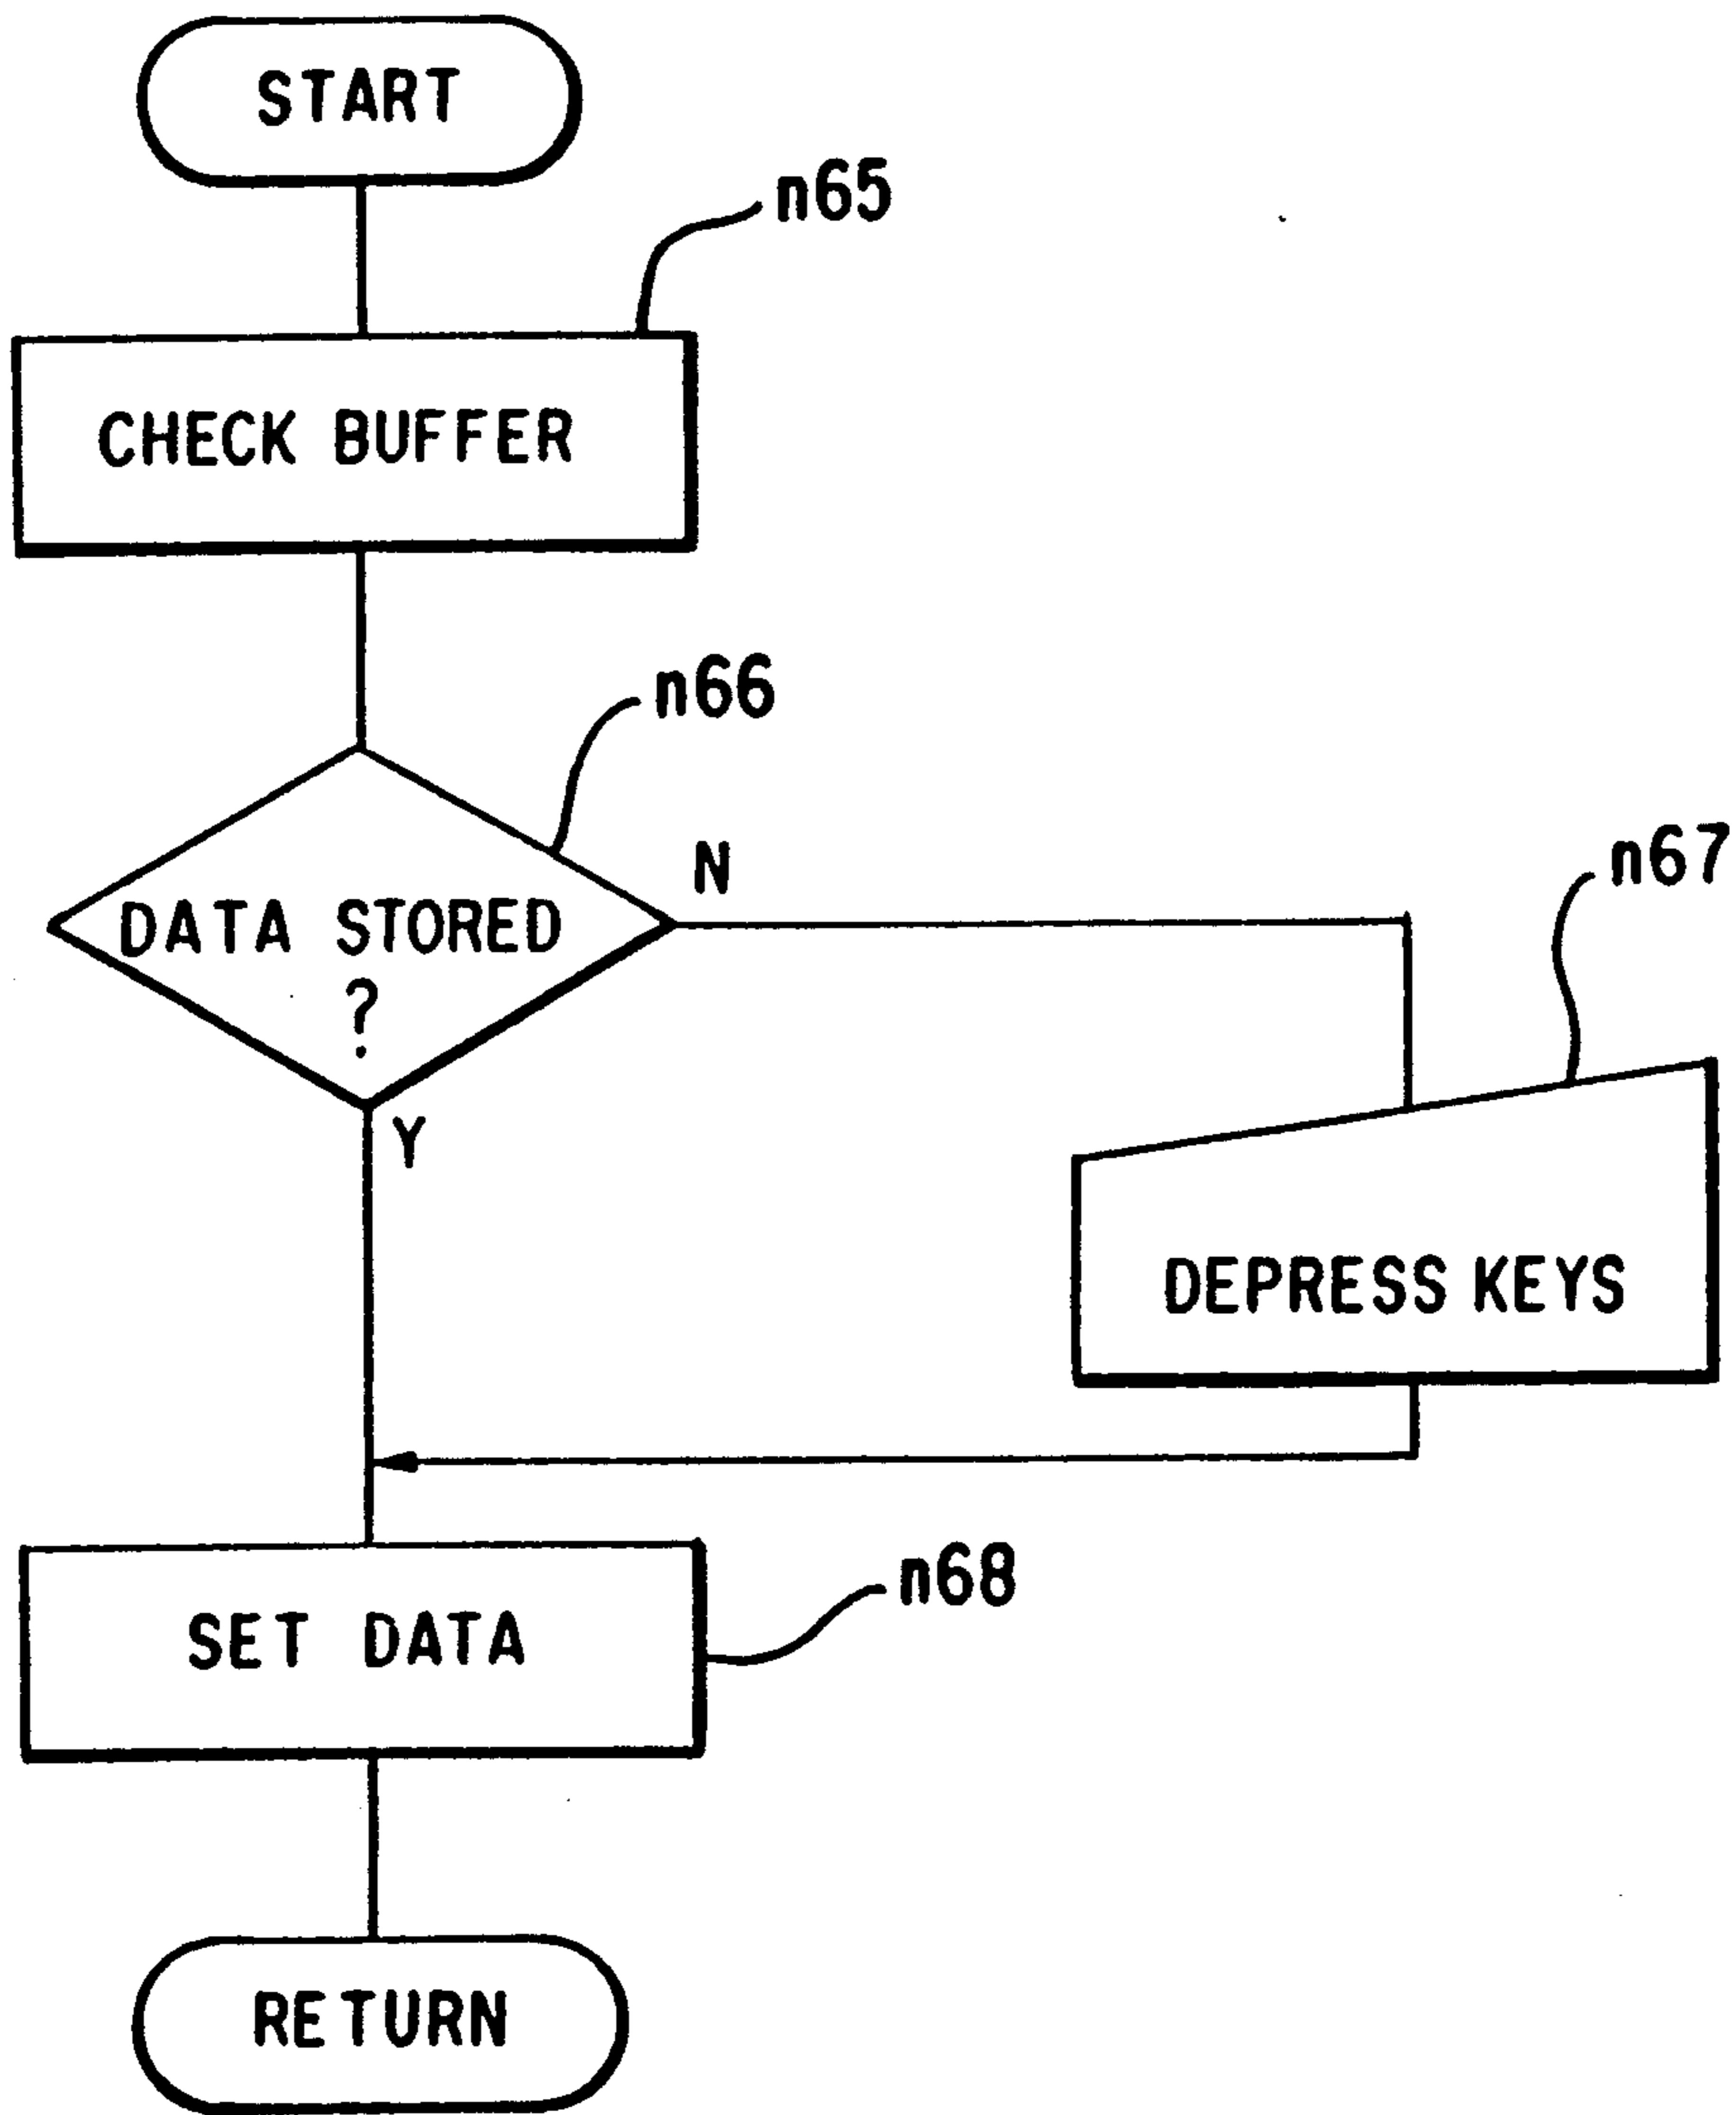 START
n65
CHECK BUFFER
n66
N
n67
DATA STORED
?
Y
DEPRESS KEYS
n68
SET DATA
RETURN